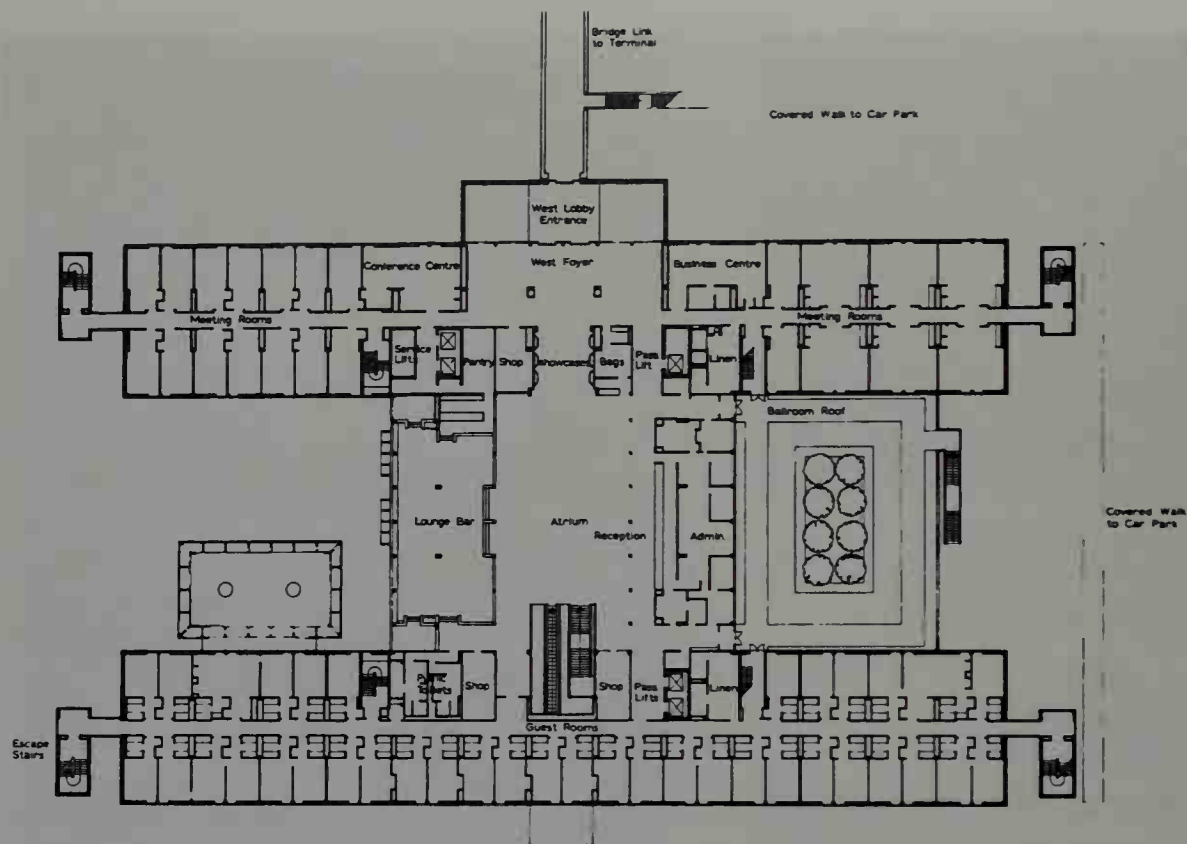 Bridge Link
to Terminal
Covered Walk to Car Park
West Lobby
Entrance
Conference Centre
West Foyer
Business Centre
Meeting Rooms
Meeting Rooms
Service
Lifts
Pantry
Shop
Showcases
Bags
Pass
Lift
Linen
Ballroom Roof
Lounge Bar
Atrium
Reception
Admin.
Covered Walk
to Car Park
Public
Toilets
Shop
Shop
Pass
Lifts
Linen
Guest Rooms
Escape
Stairs